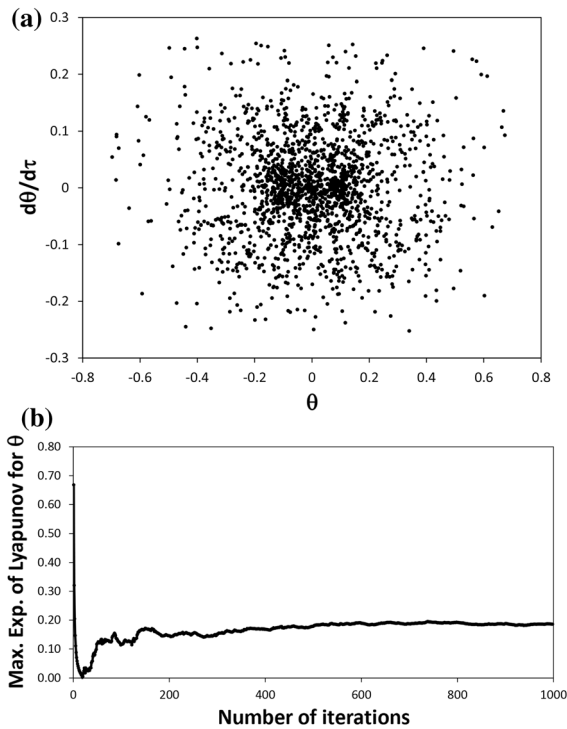 (a)
0.3
0.2
0.1
0
-0.1
-0.2
-0.3
dθ/dτ
-0.8 -0.6 -0.4 -0.2 0 0.2 0.4 0.6 0.8
θ
(b)
0.80
0.70
0.60
0.50
0.40
0.30
0.20
0.10
0.00
Max. Exp. of Lyapunov for θ
0 200 400 600 800 1000
Number of iterations